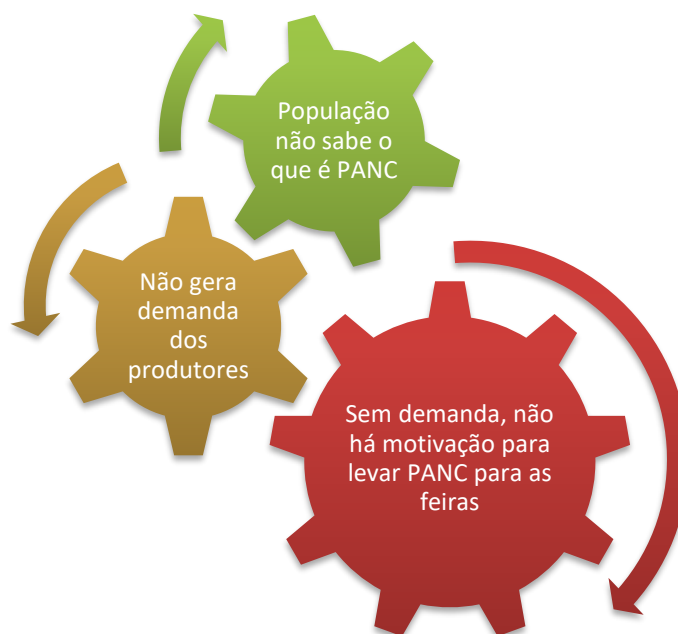 População
não sabe o
que é PANC
Não gera
demanda
dos
produtores
Sem demanda, não
há motivação para
levar PANC para as
feiras